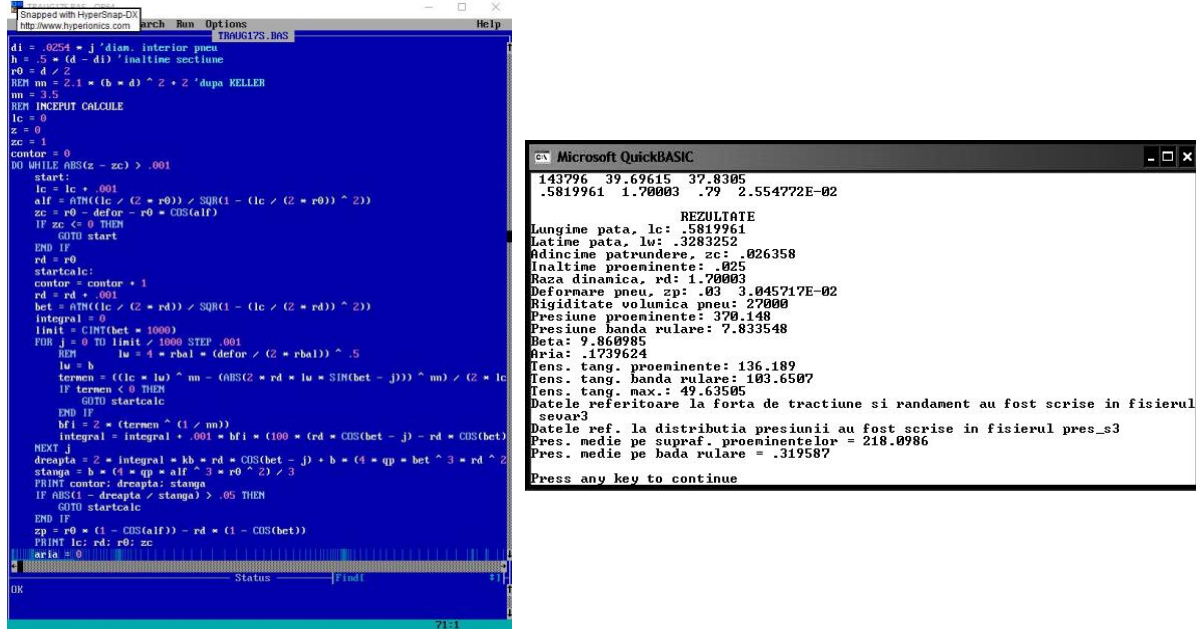 TRAUG17S.BAS - QB64
Snapped with HyperSnap-DX
http://www.hyperionics.com
arch Run Options Help
TRAUG17S.BAS
di = .0254 * j 'diam. interior pneu
h = .5 * (d - di) 'inaltime sectiune
r0 = d / 2
REM nn = 2.1 * (b * d) ^ 2 + 2 'dupa KELLER
nn = 3.5
REM INCEPUT CALCULE
lc = 0
z = 0
zc = 1
contor = 0
DO WHILE ABS(z - zc) > .001
start:
lc = lc + .001
alf = ATN((lc / (2 * r0)) / SQR(1 - (lc / (2 * r0)) ^ 2))
zc = r0 - defor - r0 * COS(alf)
IF zc <= 0 THEN
GOTO start
END IF
rd = r0
startcalc:
contor = contor + 1
rd = rd + .001
bet = ATN((lc / (2 * rd)) / SQR(1 - (lc / (2 * rd)) ^ 2))
integral = 0
limit = CINT(bet * 1000)
FOR j = 0 TO limit / 1000 STEP .001
REM lw = 4 * rbal * (defor / (2 * rbal)) ^ .5
lw = b
termen = ((lc * lw) ^ nn - (ABS(2 * rd * lw * SIN(bet - j))) ^ nn) / (2 * lc
IF termen < 0 THEN
GOTO startcalc
END IF
bfi = 2 * (termen ^ (1 / nn))
integral = integral + .001 * bfi * (100 * (rd * COS(bet - j) - rd * COS(bet)
NEXT j
dreapta = 2 * integral * kb * rd * COS(bet - j) + b * (4 * qp * bet ^ 3 * rd ^ 2
stanga = b * (4 * qp * alf ^ 3 * r0 ^ 2) / 3
PRINT contor; dreapta; stanga
IF ABS(1 - dreapta / stanga) > .05 THEN
GOTO startcalc
END IF
zp = r0 * (1 - COS(alf)) - rd * (1 - COS(bet))
PRINT lc; rd; r0; zc
aria = 0
Status Find[
OK
71:1
Microsoft QuickBASIC
143796 39.69615 37.8305
.5819961 1.70003 .79 2.554772E-02
REZULTATE
Lungime pata, lc: .5819961
Latime pata, lw: .3283252
Adincime patrundere, zc: .026358
Inaltime proeminente: .025
Raza dinamica, rd: 1.70003
Deformare pneu, zp: .03 3.045717E-02
Rigiditate volumica pneu: 27000
Presiune proeminente: 370.148
Presiune banda rulare: 7.833548
Beta: 9.860985
Aria: .1739624
Tens. tang. proeminente: 136.189
Tens. tang. banda rulare: 103.6507
Tens. tang. max.: 49.63505
Datele referitoare la forta de tractiune si randament au fost scrise in fisierul
sevar3
Datele ref. la distributia presiunii au fost scrise in fisierul pres_s3
Pres. medie pe supraf. proeminentelor = 218.0986
Pres. medie pe bada rulare = .319587
Press any key to continue